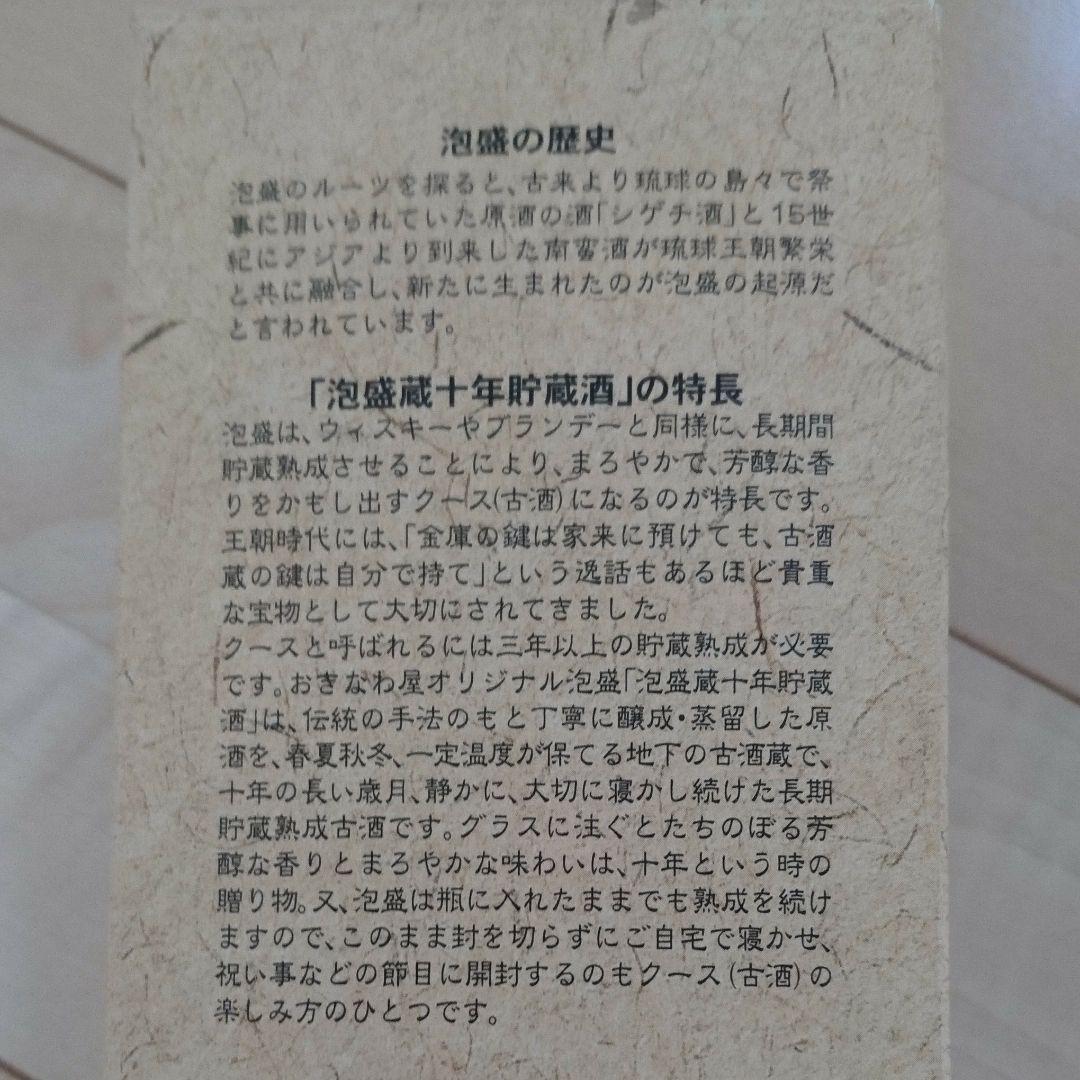 泡盛の歴史
泡盛のルーツを探ると、古来より琉球の島々で祭
事に用いられていた原酒の酒「シゲチ酒」と15世
紀にアジアより到来した南蛮酒が琉球王朝繁栄
と共に融合し、新たに生まれたのが泡盛の起源だ
と言われています。
「泡盛蔵十年貯蔵酒」の特長
泡盛は、ウィスキーやブランデーと同様に、長期間
貯蔵熟成させることにより、まろやかで、芳醇な香
りをかもし出すクース(古酒)になるのが特長です。
王朝時代には、「金庫の鍵は家来に預けても、古酒
蔵の鍵は自分で持て」という逸話もあるほど貴重
な宝物として大切にされてきました。
クースと呼ばれるには三年以上の貯蔵熟成が必要
です。おきなわ屋オリジナル泡盛「泡盛蔵十年貯蔵
酒」は、伝統の手法のもと丁寧に醸成・蒸留した原
酒を、春夏秋冬、一定温度が保てる地下の古酒蔵で、
十年の長い歳月、静かに、大切に寝かし続けた長期
貯蔵熟成古酒です。グラスに注ぐとたちのぼる芳
醇な香りとまろやかな味わいは、十年という時の
贈り物。又、泡盛は瓶に入れたままでも熟成を続け
ますので、このまま封を切らずにご自宅で寝かせ、
祝い事などの節目に開封するのもクース(古酒)の
楽しみ方のひとつです。